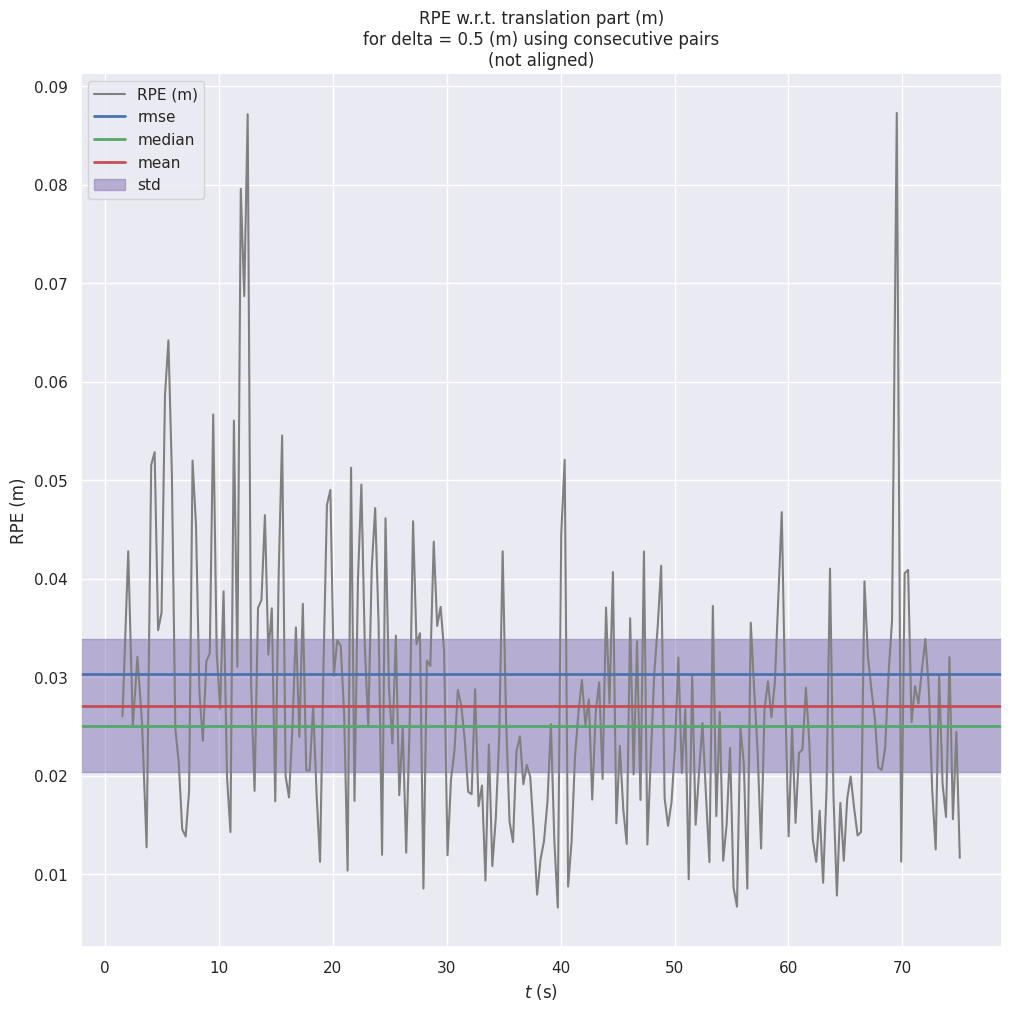 RPE w.r.t. translation part (m)
for delta = 0.5 (m) using consecutive pairs
(not aligned)
RPE (m)
rmse
median
mean
std
0.09
0.08
0.07
0.06
0.05
0.04
0.03
0.02
0.01
RPE (m)
0 10 20 30 40 50 60 70
t (s)